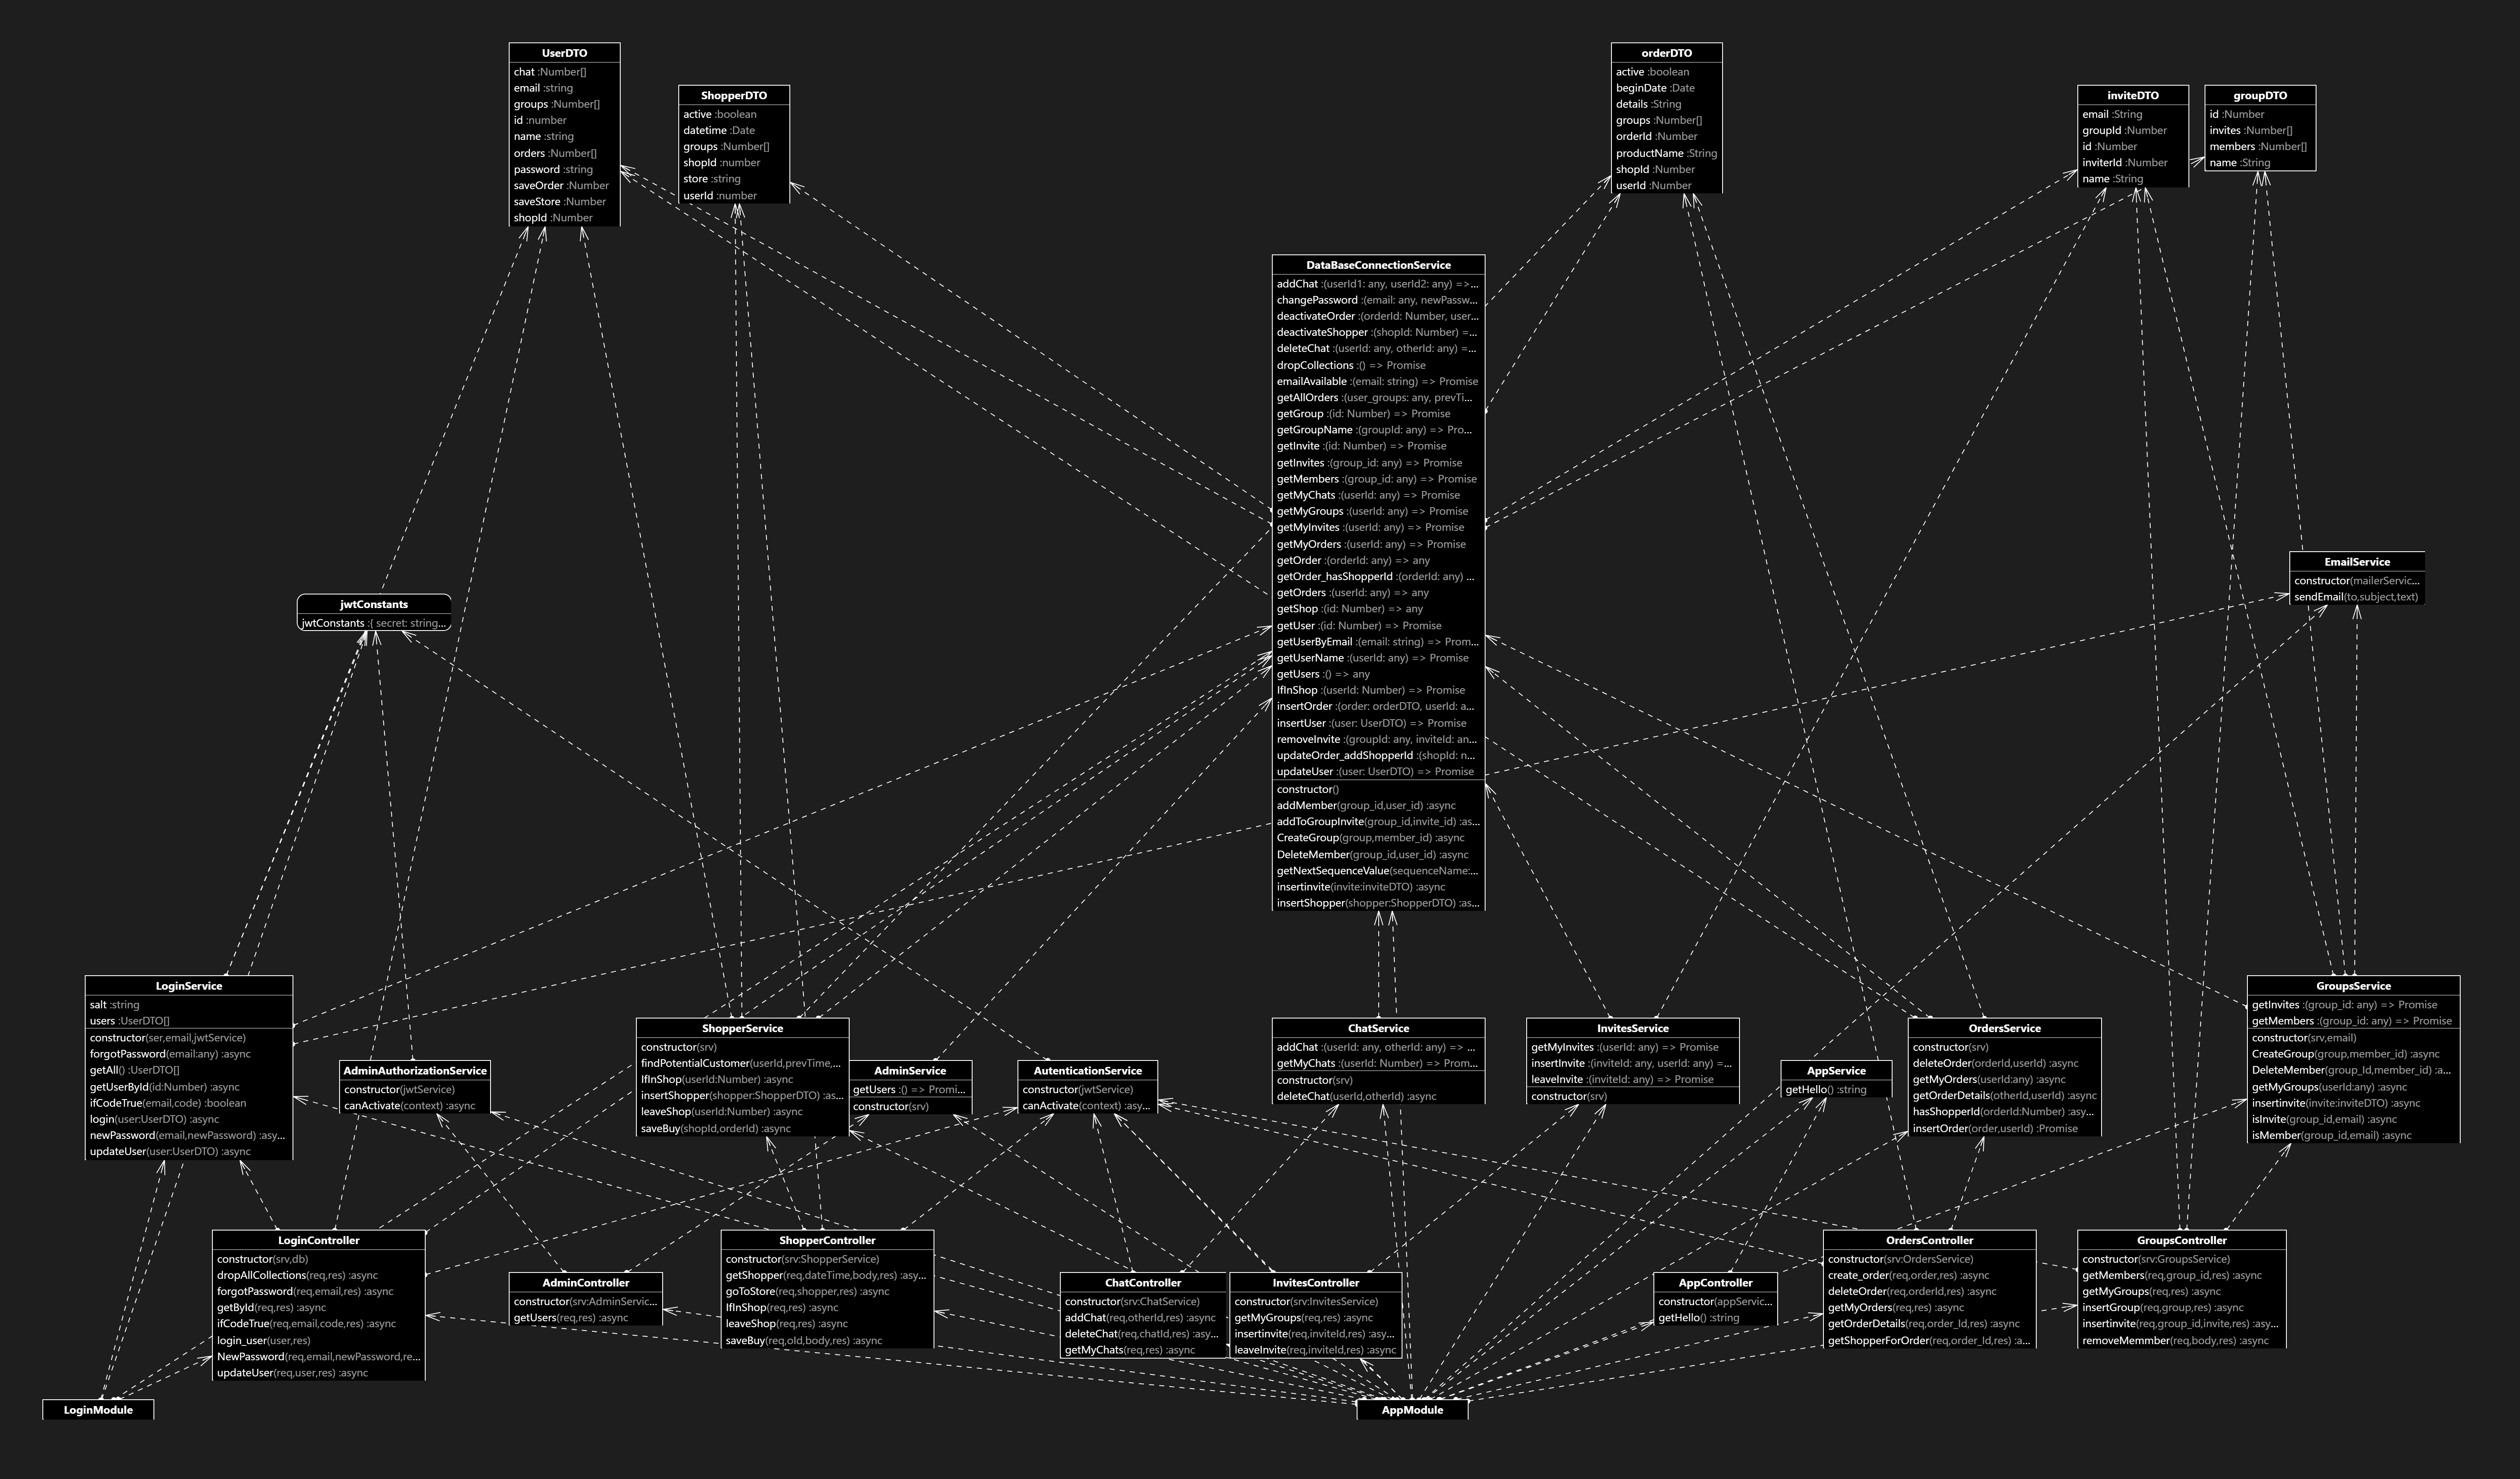 UserDTO
chat :Number[]
email :string
groups :Number[]
id :number
name :string
orders :Number[]
password :string
saveOrder :Number
saveStore :Number
shopId :Number
ShopperDTO
active :boolean
datetime :Date
groups :Number[]
shopId :number
store :string
userId :number
orderDTO
active :boolean
beginDate :Date
details :String
groups :Number[]
orderId :Number
productName :String
shopId :Number
userId :Number
inviteDTO
email :String
groupId :Number
id :Number
inviterId :Number
name :String
groupDTO
id :Number
invites :Number[]
members :Number[]
name :String
DataBaseConnectionService
addChat :(userId1: any, userId2: any) =>...
changePassword :(email: any, newPassw...
deactivateOrder :(orderId: Number, user...
deactivateShopper :(shopId: Number) =...
deleteChat :(userId: any, otherId: any) =...
dropCollections :() => Promise
emailAvailable :(email: string) => Promise
getAllOrders :(user_groups: any, prevTi...
getGroup :(id: Number) => Promise
getGroupName :(groupId: any) => Pro...
getInvite :(id: Number) => Promise
getInvites :(group_id: any) => Promise
getMembers :(group_id: any) => Promise
getMyChats :(userId: any) => Promise
getMyGroups :(userId: any) => Promise
getMyInvites :(userId: any) => Promise
getMyOrders :(userId: any) => Promise
getOrder :(orderId: any) => any
getOrder_hasShopperId :(orderId: any) ...
getOrders :(userId: any) => any
getShop :(id: Number) => any
getUser :(id: Number) => Promise
getUserByEmail :(email: string) => Prom...
getUserName :(userId: any) => Promise
getUsers :() => any
IfInShop :(userId: Number) => Promise
insertOrder :(order: orderDTO, userId: a...
insertUser :(user: UserDTO) => Promise
removeInvite :(groupId: any, inviteId: an...
updateOrder_addShopperId :(shopId: n...
updateUser :(user: UserDTO) => Promise
constructor()
addMember(group_id,user_id) :async
addToGroupInvite(group_id,invite_id) :as...
CreateGroup(group,member_id) :async
DeleteMember(group_id,user_id) :async
getNextSequenceValue(sequenceName:...
insertinvite(invite:inviteDTO) :async
insertShopper(shopper:ShopperDTO) :as...
EmailService
constructor(mailerServic...
sendEmail(to,subject,text)
jwtConstants
jwtConstants :{ secret: string...
LoginService
salt :string
users :UserDTO[]
constructor(ser,email,jwtService)
forgotPassword(email:any) :async
getAll() :UserDTO[]
getUserById(id:Number) :async
ifCodeTrue(email,code) :boolean
login(user:UserDTO) :async
newPassword(email,newPassword) :asy...
updateUser(user:UserDTO) :async
AdminAuthorizationService
constructor(jwtService)
canActivate(context) :async
ShopperService
constructor(srv)
findPotentialCustomer(userId,prevTime,...
IfInShop(userId:Number) :async
insertShopper(shopper:ShopperDTO) :as...
leaveShop(userId:Number) :async
saveBuy(shopId,orderId) :async
AdminService
getUsers :() => Promi...
constructor(srv)
AutenticationService
constructor(jwtService)
canActivate(context) :asy...
ChatService
addChat :(userId: any, otherId: any) => ...
getMyChats :(userId: Number) => Prom...
constructor(srv)
deleteChat(userId,otherId) :async
InvitesService
getMyInvites :(userId: any) => Promise
insertInvite :(inviteId: any, userId: any) =...
leaveInvite :(inviteId: any) => Promise
constructor(srv)
AppService
getHello() :string
OrdersService
constructor(srv)
deleteOrder(orderId,userId) :async
getMyOrders(userId:any) :async
getOrderDetails(otherId,userId) :async
hasShopperId(orderId:Number) :asy...
insertOrder(order,userId) :Promise
GroupsService
getInvites :(group_id: any) => Promise
getMembers :(group_id: any) => Promise
constructor(srv,email)
CreateGroup(group,member_id) :async
DeleteMember(group_Id,member_id) :a...
getMyGroups(userId:any) :async
insertinvite(invite:inviteDTO) :async
isInvite(group_id,email) :async
isMember(group_id,email) :async
LoginController
constructor(srv,db)
dropAllCollections(req,res) :async
forgotPassword(req,email,res) :async
getById(req,res) :async
ifCodeTrue(req,email,code,res) :async
login_user(user,res)
NewPassword(req,email,newPassword,re...
updateUser(req,user,res) :async
AdminController
constructor(srv:AdminServic...
getUsers(req,res) :async
ShopperController
constructor(srv:ShopperService)
getShopper(req,dateTime,body,res) :asy...
goToStore(req,shopper,res) :async
IfInShop(req,res) :async
leaveShop(req,res) :async
saveBuy(req,oId,body,res) :async
ChatController
constructor(srv:ChatService)
addChat(req,otherId,res) :async
deleteChat(req,chatId,res) :asy...
getMyChats(req,res) :async
InvitesController
constructor(srv:InvitesService)
getMyGroups(req,res) :async
insertinvite(req,inviteId,res) :asy...
leaveInvite(req,inviteId,res) :async
AppController
constructor(appServic...
getHello() :string
OrdersController
constructor(srv:OrdersService)
create_order(req,order,res) :async
deleteOrder(req,orderId,res) :async
getMyOrders(req,res) :async
getOrderDetails(req,order_Id,res) :async
getShopperForOrder(req,order_Id,res) :a...
GroupsController
constructor(srv:GroupsService)
getMembers(req,group_id,res) :async
getMyGroups(req,res) :async
insertGroup(req,group,res) :async
insertinvite(req,group_id,invite,res) :asy...
removeMemmber(req,body,res) :async
LoginModule
AppModule